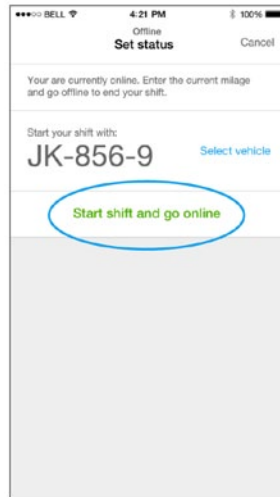 BELL 4:21 PM 100%
Offline
Set status Cancel
Your are currently online. Enter the current milage
and go offline to end your shift.
Start your shift with:
JK-856-9 Select vehicle
Start shift and go online